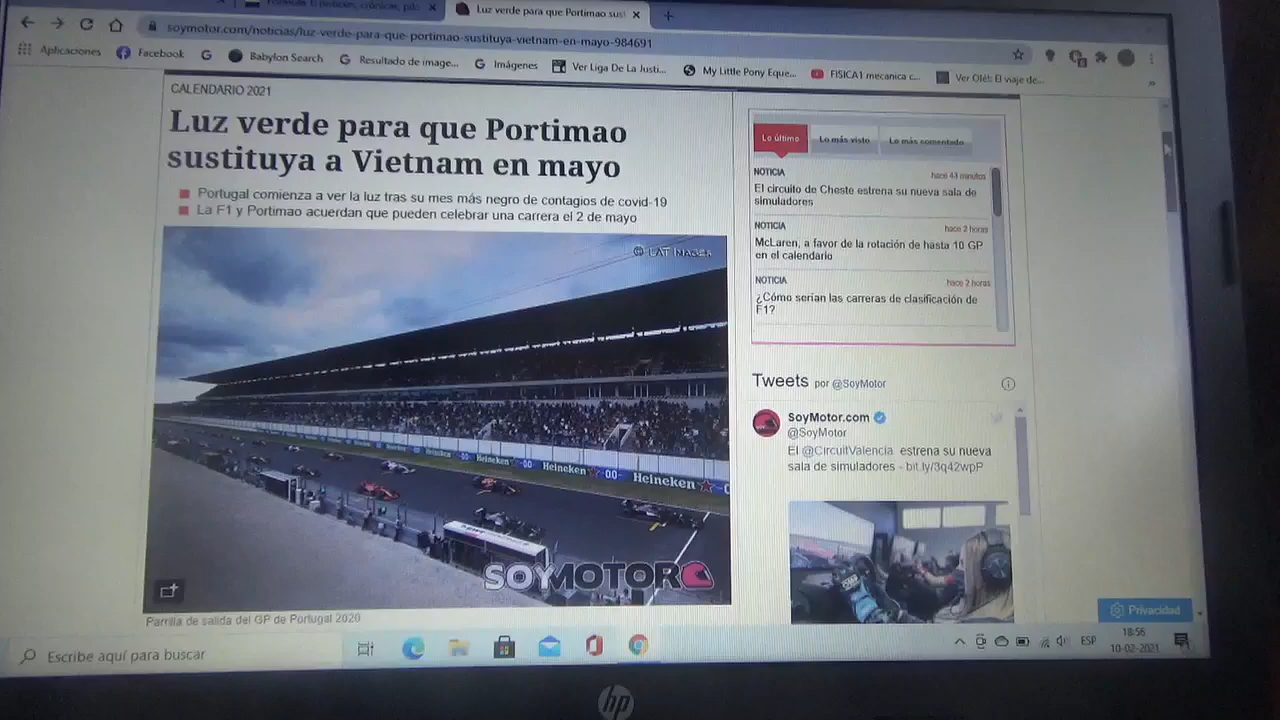 Luz verde para que Portimao sus
soymotor.com/noticias/luz-verde-para-que-portimao-sustituya-vietnam-en-mayo-984691
Aplicaciones Facebook Babylon Search Resultado de image... Imágenes Ver Liga De La Justi... My Little Pony Eque... FISICA1 mecanica c... Ver Olé!: El viaje de...
CALENDARIO 2021
Luz verde para que Portimao
sustituya a Vietnam en mayo
Portugal comienza a ver la luz tras su mes más negro de contagios de covid-19
La F1 y Portimao acuerdan que pueden celebrar una carrera el 2 de mayo
© LAT IMAGES
Heineken
Heineken
Heineken
Heineken
SOYMOTOR
Parrilla de salida del GP de Portugal 2020
Lo último Lo más visto Lo más comentado
NOTICIA hace 44 minutos
El circuito de Cheste estrena su nueva sala de
simuladores
NOTICIA hace 2 horas
McLaren, a favor de la rotación de hasta 10 GP
en el calendario
NOTICIA hace 2 horas
¿Cómo serían las carreras de clasificación de
F1?
Tweets por @SoyMotor
SoyMotor.com
@SoyMotor
El @CircuitValencia estrena su nueva
sala de simuladores - bit.ly/3q42wpP
Privacidad
Escribe aquí para buscar
ESP
18:56
10-02-2021
hp